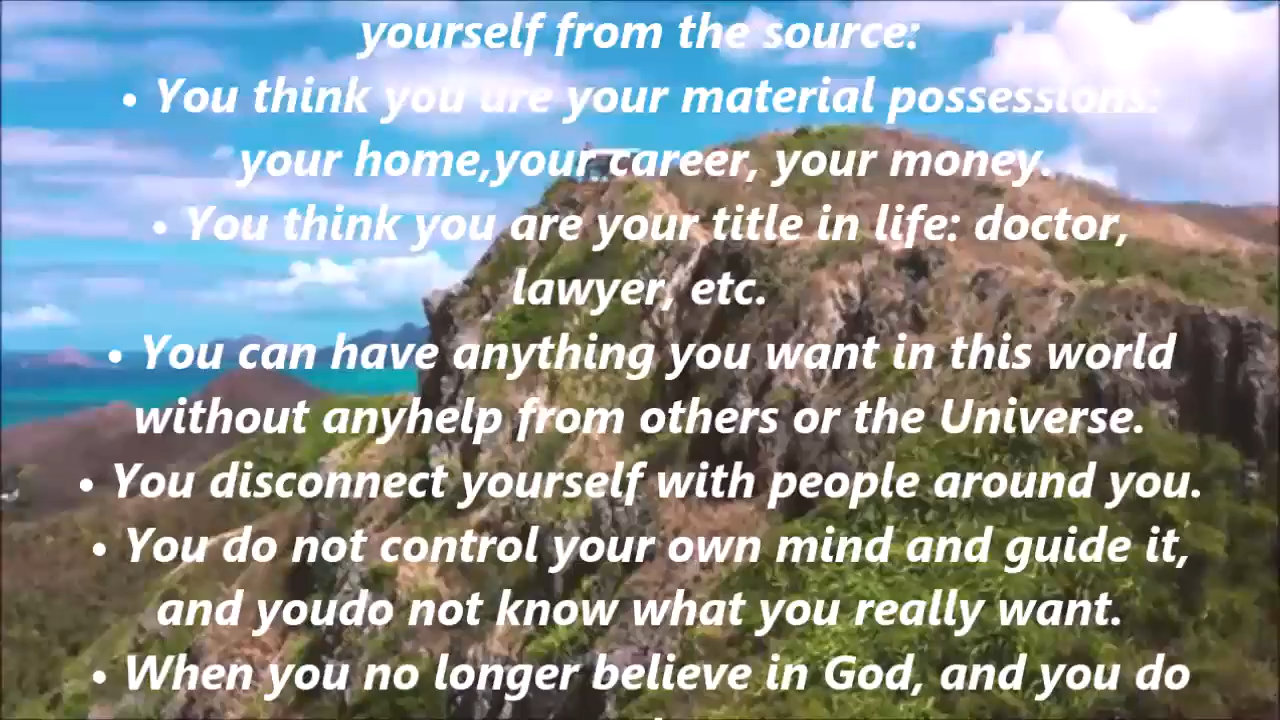 yourself from the source:
• You think you are your material possessions:
your home,your career, your money.
• You think you are your title in life: doctor,
lawyer, etc.
• You can have anything you want in this world
without anyhelp from others or the Universe.
• You disconnect yourself with people around you.
• You do not control your own mind and guide it,
and youdo not know what you really want.
• When you no longer believe in God, and you do